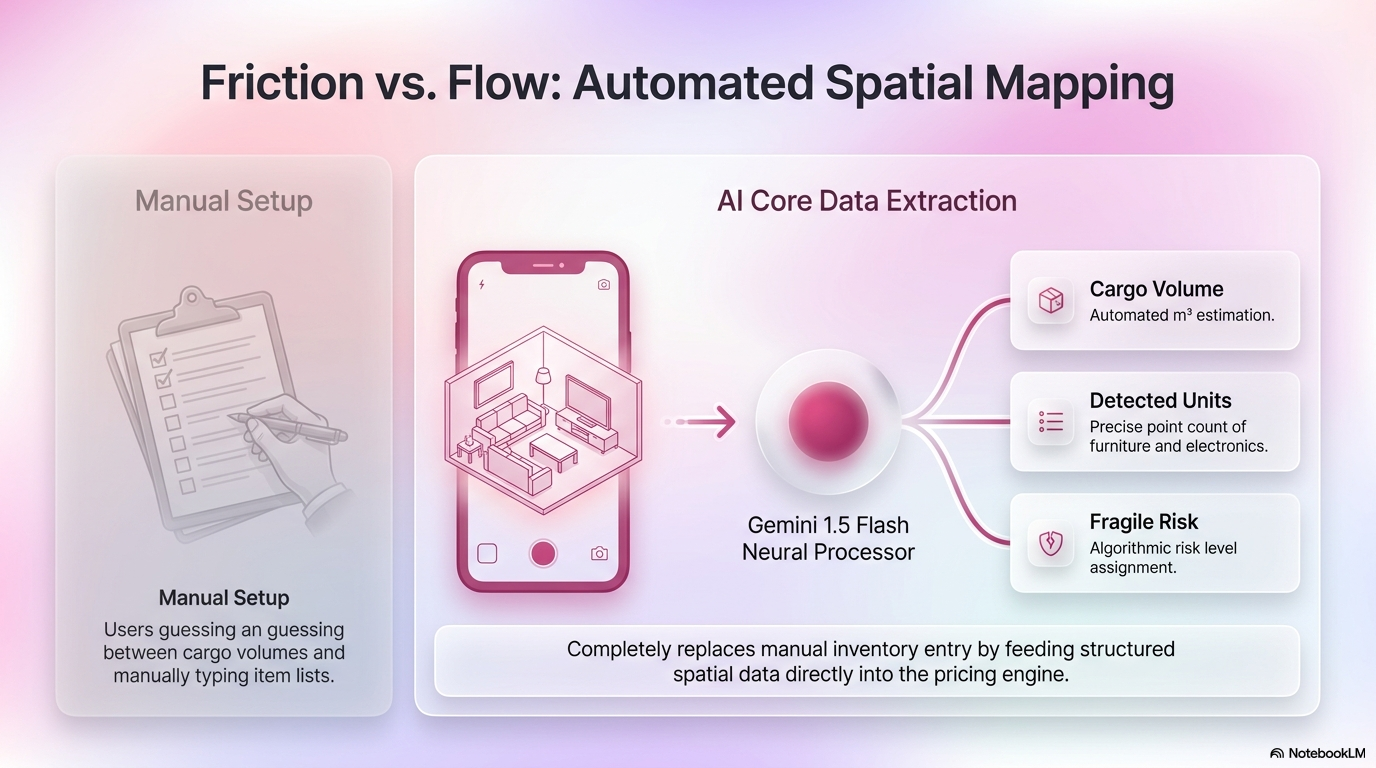 Friction vs. Flow: Automated Spatial Mapping
Manual Setup
Manual Setup
Users guessing an guessing
between cargo volumes and
manually typing item lists.
AI Core Data Extraction
Gemini 1.5 Flash
Neural Processor
Cargo Volume
Automated m³ estimation.
Detected Units
Precise point count of
furniture and electronics.
Fragile Risk
Algorithmic risk level
assignment.
Completely replaces manual inventory entry by feeding structured
spatial data directly into the pricing engine.
NotebookLM